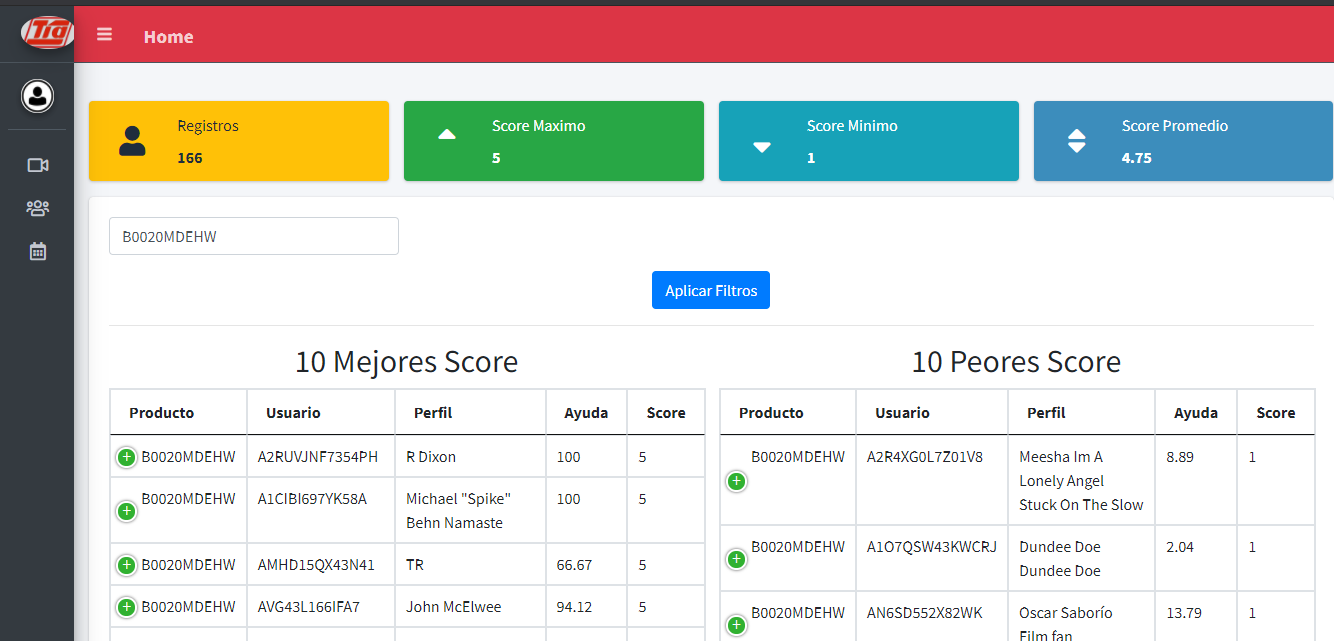 Tia
Home
Registros
166
Score Maximo
5
Score Minimo
1
Score Promedio
4.75
B0020MDEHW
Aplicar Filtros
10 Mejores Score
Producto Usuario Perfil Ayuda Score
B0020MDEHW A2RUVJNF7354PH R Dixon 100 5
B0020MDEHW A1CIBI697YK58A Michael "Spike" 100 5
Behn Namaste
B0020MDEHW AMHD15QX43N41 TR 66.67 5
B0020MDEHW AVG43L166IFA7 John McElwee 94.12 5
10 Peores Score
Producto Usuario Perfil Ayuda Score
B0020MDEHW A2R4XG0L7Z01V8 Meesha Im A 8.89 1
Lonely Angel
Stuck On The Slow
B0020MDEHW A1O7QSW43KWCRJ Dundee Doe 2.04 1
Dundee Doe
B0020MDEHW AN6SD552X82WK Oscar Saborío 13.79 1
Film fan